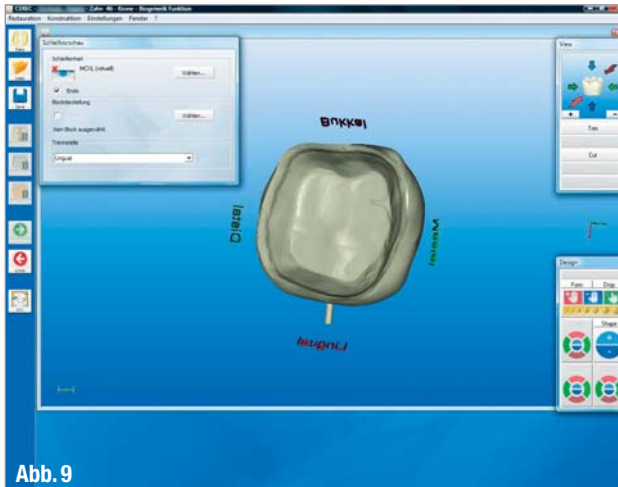 CEREC Zahn 46 - Krone - Biogenerik Funktion
Restauration Konstruktion Einstellungen Fenster ?
Schleifvorschau
Schleifeinheit
MCXL (virtuell)
Wählen...
Endo
Blockdarstellung
Wählen...
Kein Block ausgewählt
Trennstelle
Lingual
Bukkal
Distal
Mesial
Lingual
View
+ -
Trim
Cut
Design
Form Drop
Shape
+
-
Abb. 9